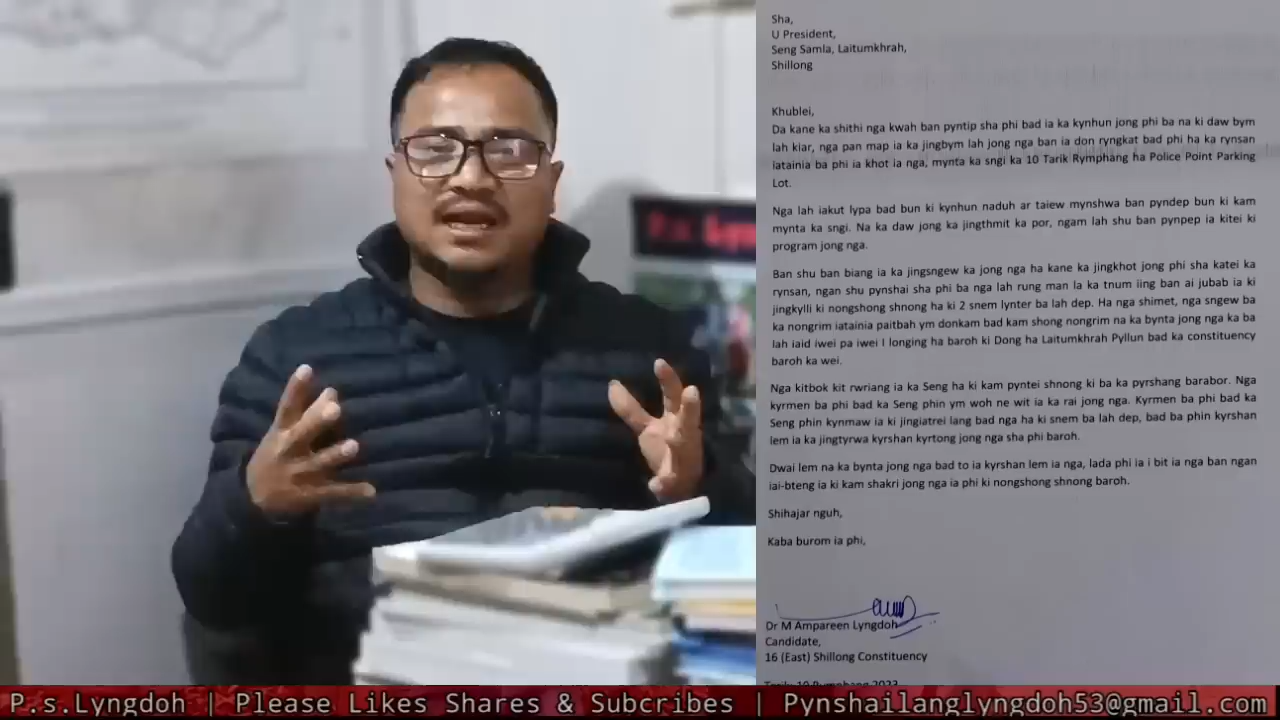 Sha,
U President,
Seng Samla, Laitumkhrah,
Shillong
Khublei,
Da kane ka shithi nga kwah ban pyntip sha phi bad ia ka kynhun jong phi ba na ki daw bym
lah kiar, nga pan map ia ka jingbym lah jong nga ban ia don ryngkat bad phi ha ka rynsan
iatainia ba phi ia khot ia nga, mynta ka sngi ka 10 Tarik Rymphang ha Police Point Parking
Lot.
Nga lah iakut lypa bad bun ki kynhun naduh ar taiew mynshwa ban pyndep bun ki kam
mynta ka sngi. Na ka daw jong ka jingthmit ka por, ngam lah shu ban pynpep ia kitei ki
program jong nga.
Ban shu ban biang ia ka jingsngew ka jong nga ha kane ka jingkhot jong phi sha katei ka
rynsan, ngan shu pynshai sha phi ba nga lah rung man la ka tnum iing ban ai jubab ia ki
jingkylli ki nongshong shnong ha ki 2 snem lynter ba lah dep. Ha nga shimet, nga sngew ba
ka nongrim iatainia paitbah ym donkam bad kam shong nongrim na ka bynta jong nga ka ba
lah iaid iwei pa iwei I longing ha baroh ki Dong ha Laitumkhrah Pyllun bad ka constituency
baroh ka wei.
Nga kitbok kit rwriang ia ka Seng ha ki kam pyntei shnong ki ba ka pyrshang barabor. Nga
kyrmen ba phi bad ka Seng phin ym woh ne wit ia ka rai jong nga. Kyrmen ba phi bad ka
Seng phin kynmaw ia ki jingiatrei lang bad nga ha ki snem ba lah dep, bad ba phin kyrshan
lem ia ka jingtyrwa kyrshan kyrtong jong nga sha phi baroh.
Dwai lem na ka bynta jong nga bad to ia kyrshan lem ia nga, lada phi ia i bit ia nga ban ngan
iai-bteng ia ki kam shakri jong nga ia phi ki nongshong shnong baroh.
Shihajar nguh,
Kaba burom ia phi,
Dr M Ampareen Lyngdoh
Candidate,
16 (East) Shillong Constituency
P.s.Lyngdoh | Please Likes Shares & Subcribes | Pynshailanglyngdoh53@gmail.com